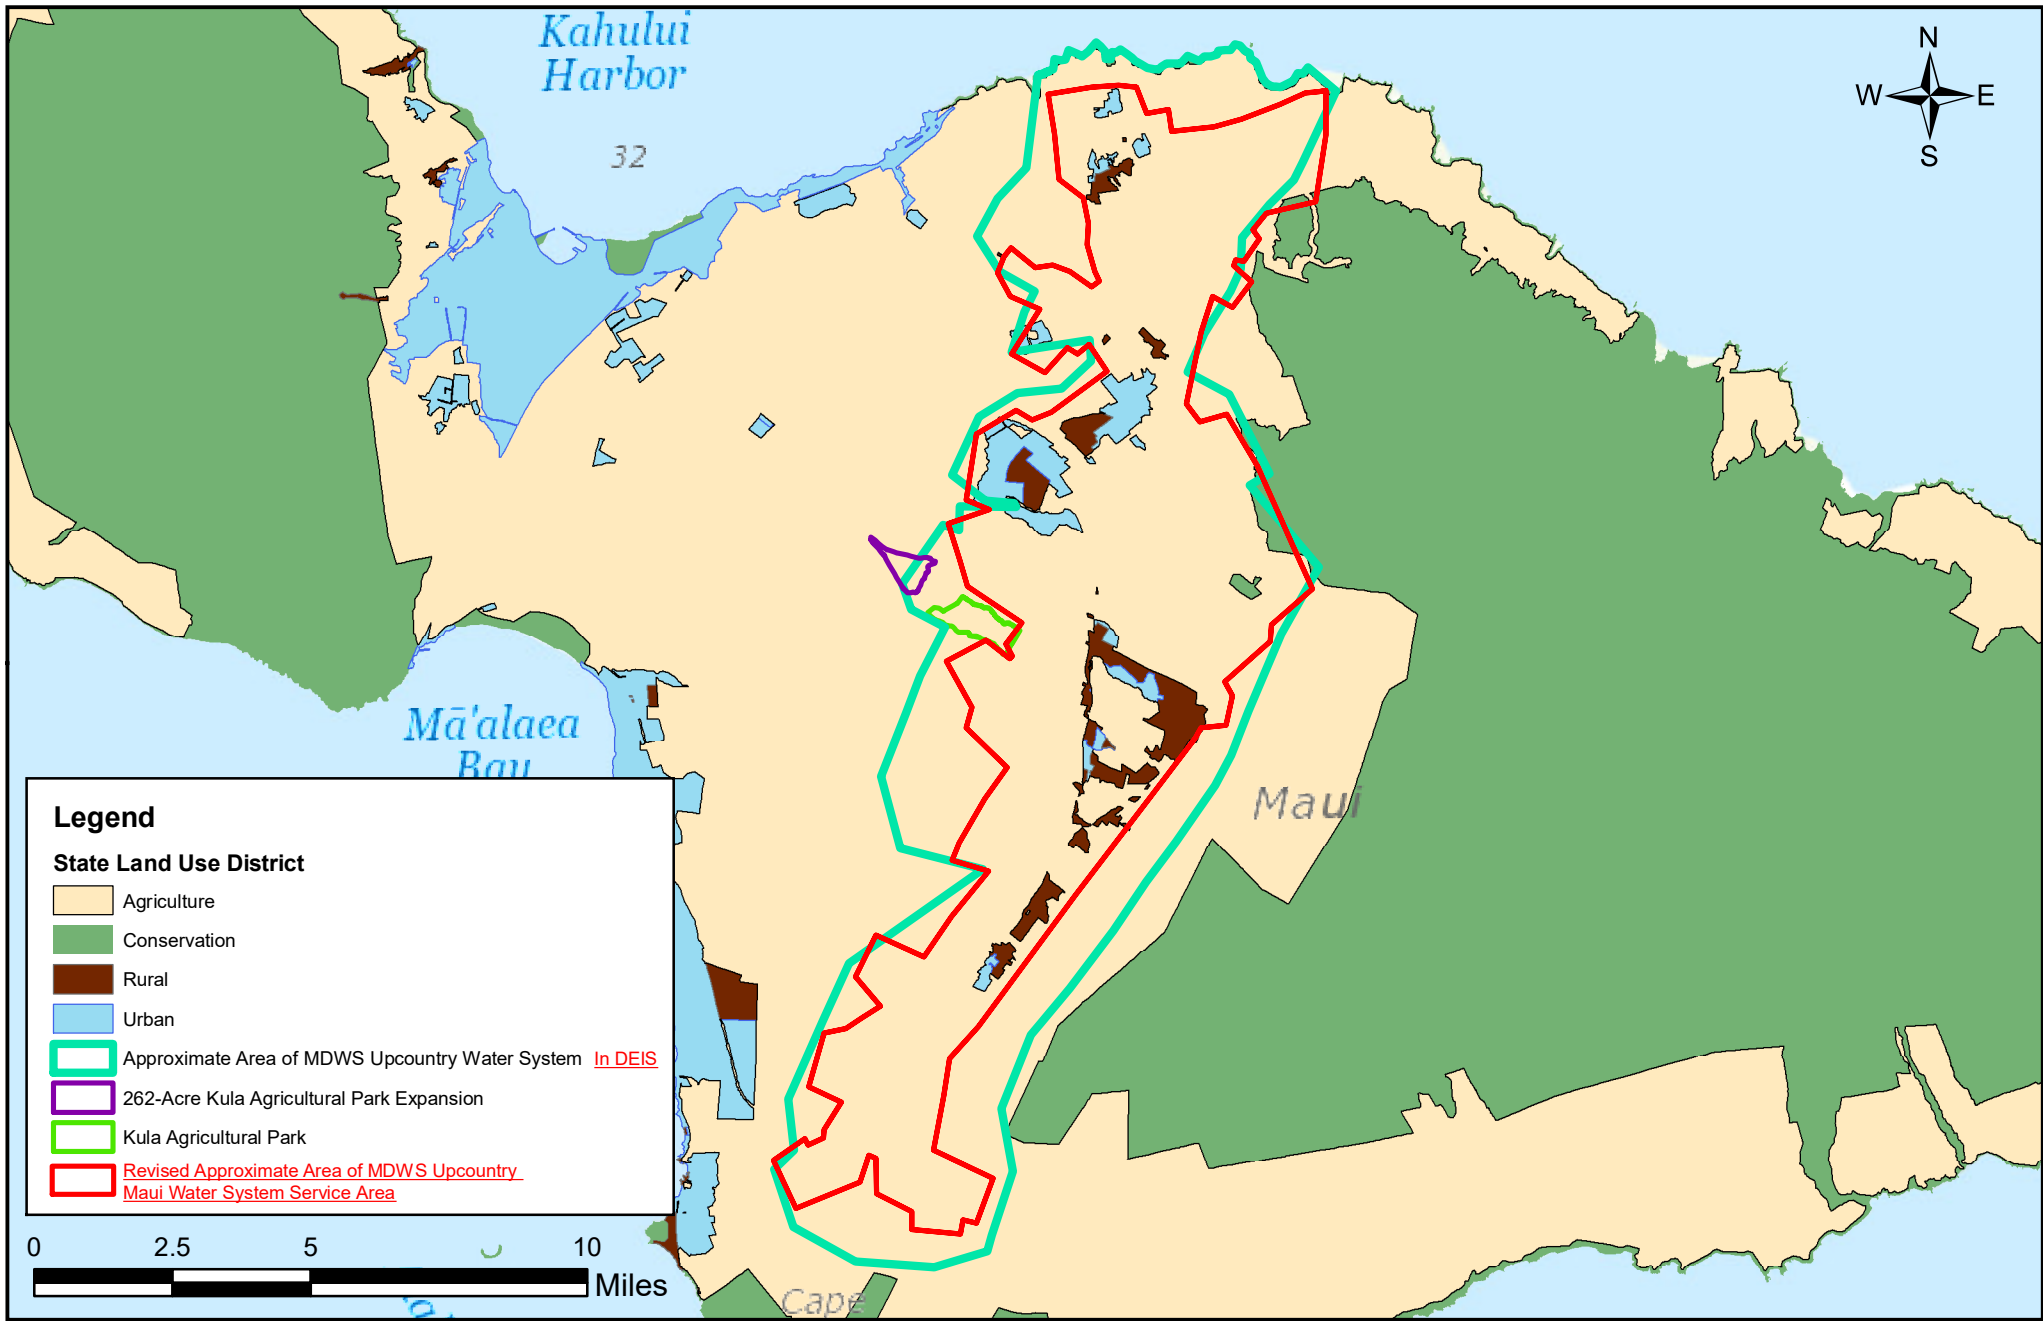 Kahului
Harbor
N
W E
S
32
Mā'alaea
Bay
Maui
Legend
State Land Use District
Agriculture
Conservation
Rural
Urban
Approximate Area of MDWS Upcountry Water System In DEIS
262-Acre Kula Agricultural Park Expansion
Kula Agricultural Park
Revised Approximate Area of MDWS Upcountry
Maui Water System Service Area
0 2.5 5 10
Miles
Cape